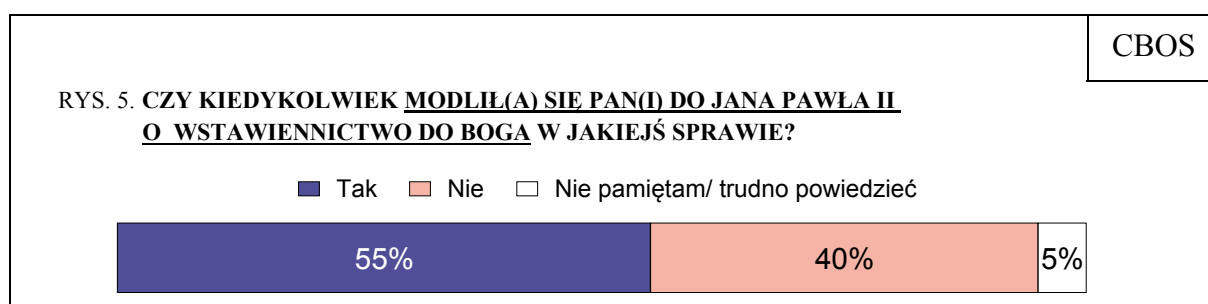 CBOS
RYS. 5. CZY KIEDYKOLWIEK MODLIŁ(A) SIĘ PAN(I) DO JANA PAWŁA II
O WSTAWIENNICTWO DO BOGA W JAKIEJŚ SPRAWIE?
Tak Nie Nie pamiętam/ trudno powiedzieć
55% 40% 5%